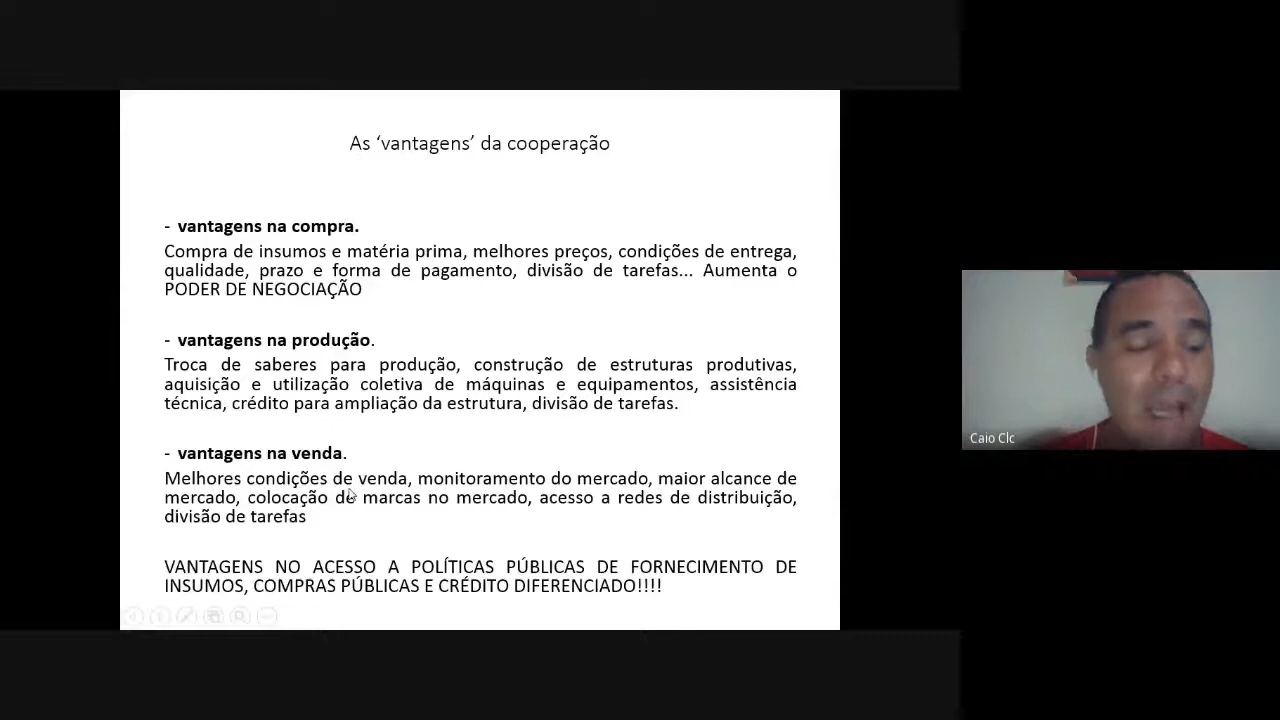 As ‘vantagens’ da cooperação
- vantagens na compra.
Compra de insumos e matéria prima, melhores preços, condições de entrega,
qualidade, prazo e forma de pagamento, divisão de tarefas... Aumenta o
PODER DE NEGOCIAÇÃO
- vantagens na produção.
Troca de saberes para produção, construção de estruturas produtivas,
aquisição e utilização coletiva de máquinas e equipamentos, assistência
técnica, crédito para ampliação da estrutura, divisão de tarefas.
- vantagens na venda.
Melhores condições de venda, monitoramento do mercado, maior alcance de
mercado, colocação de marcas no mercado, acesso a redes de distribuição,
divisão de tarefas
VANTAGENS NO ACESSO A POLÍTICAS PÚBLICAS DE FORNECIMENTO DE
INSUMOS, COMPRAS PÚBLICAS E CRÉDITO DIFERENCIADO!!!!
Caio Clc